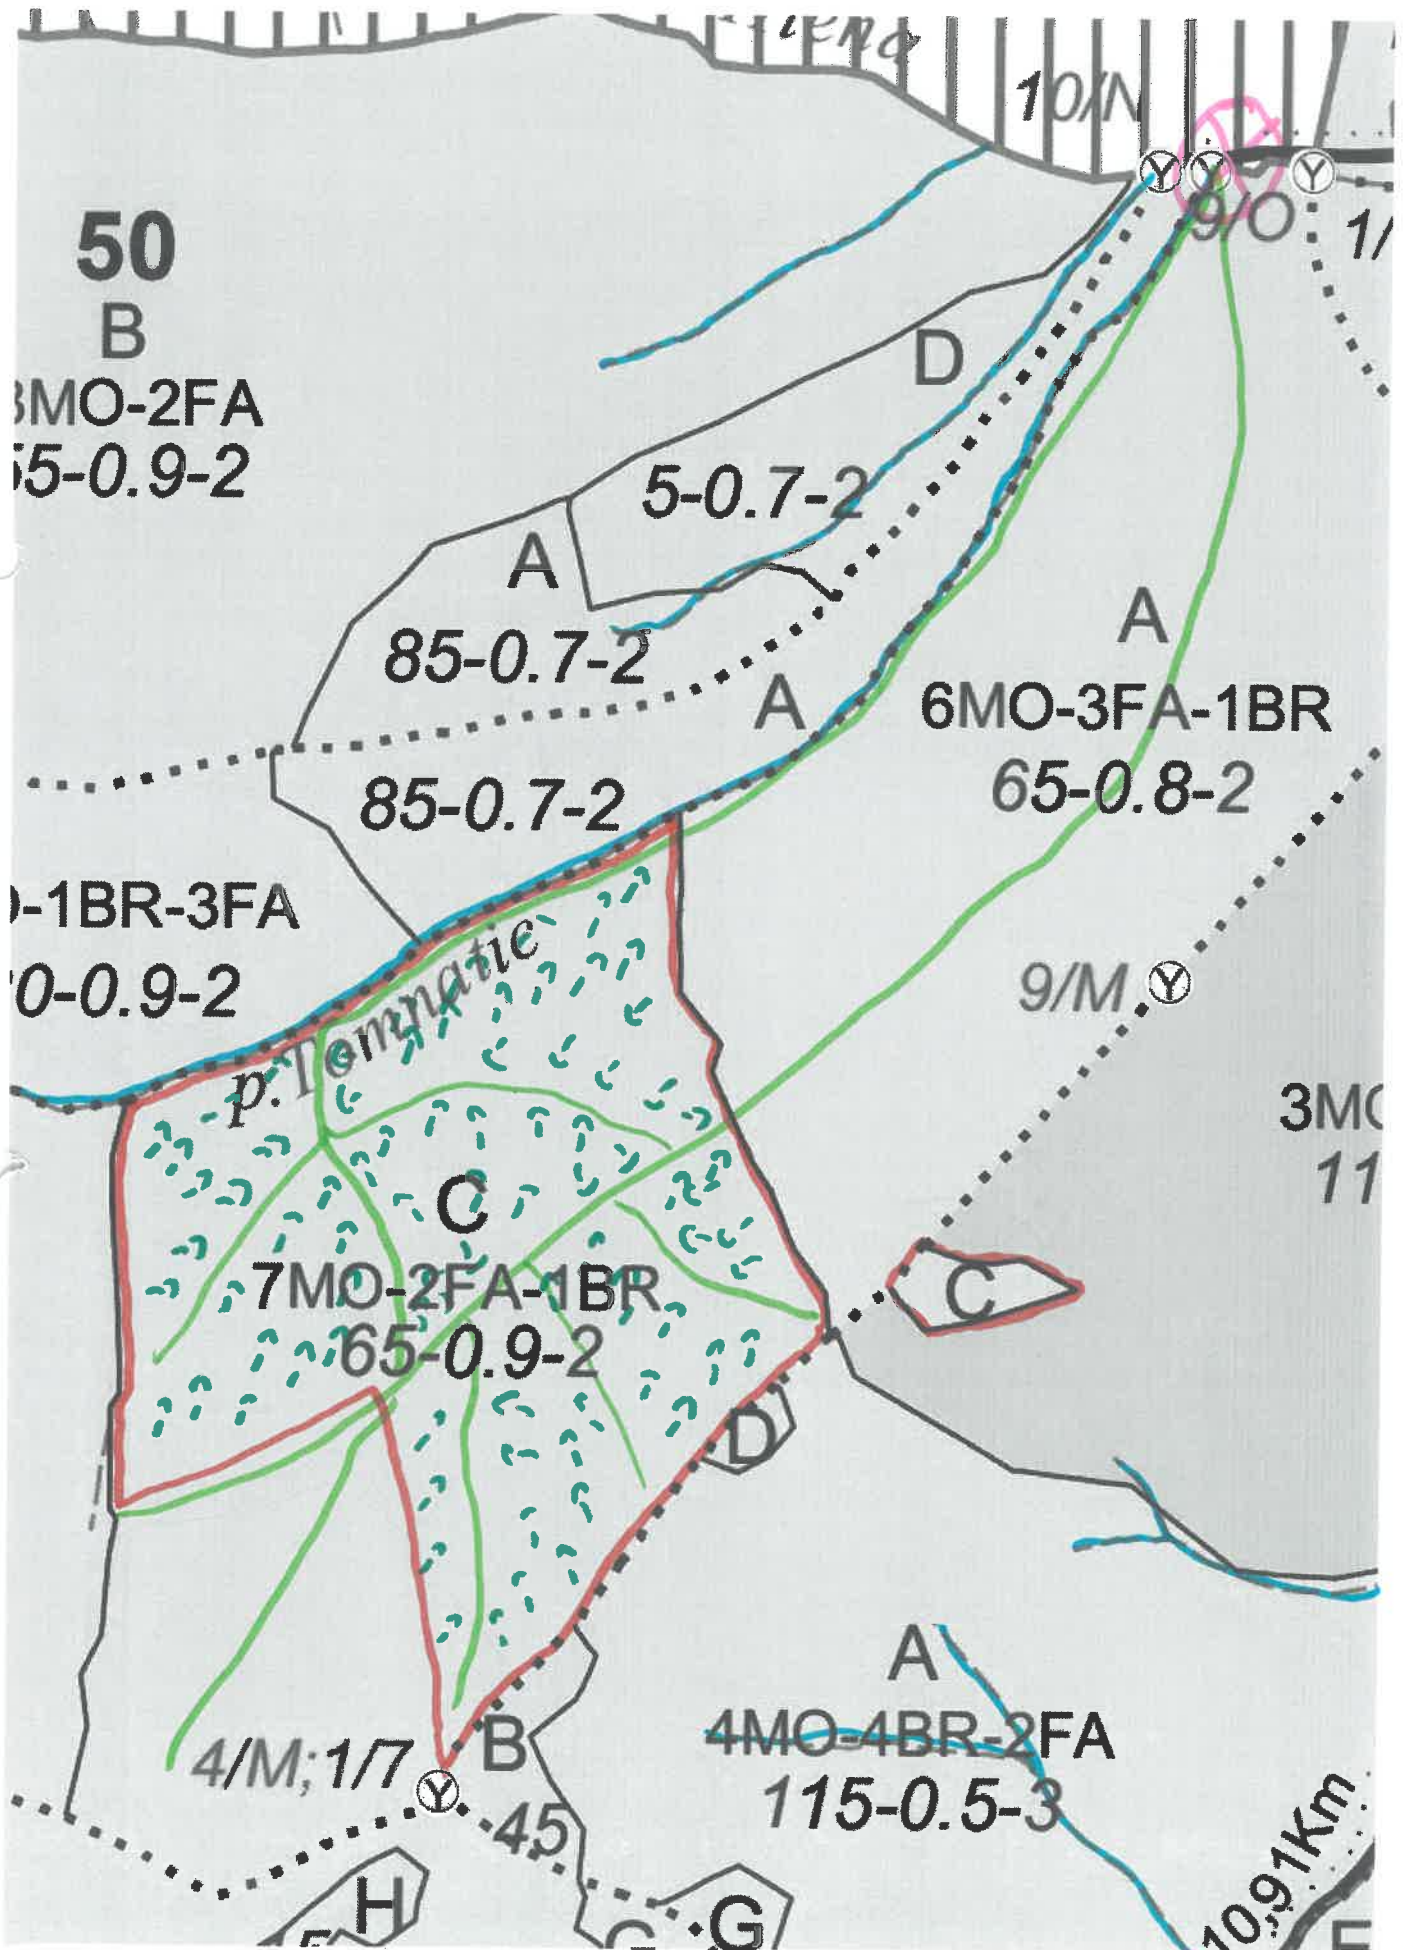 10/N
Y Y Y
9/O
1/
50
B
MO-2FA
5-0.9-2
D
5-0.7-2
A
85-0.7-2
A
A
6MO-3FA-1BR
65-0.8-2
85-0.7-2
-1BR-3FA
0-0.9-2
p. Tomnatic
9/M Y
3MO
11
C
7MO-2FA-1BR
65-0.9-2
C
D
A
4MO-4BR-2FA
115-0.5-3
4/M; 1/7
B
Y
45
10,91Km
H
G